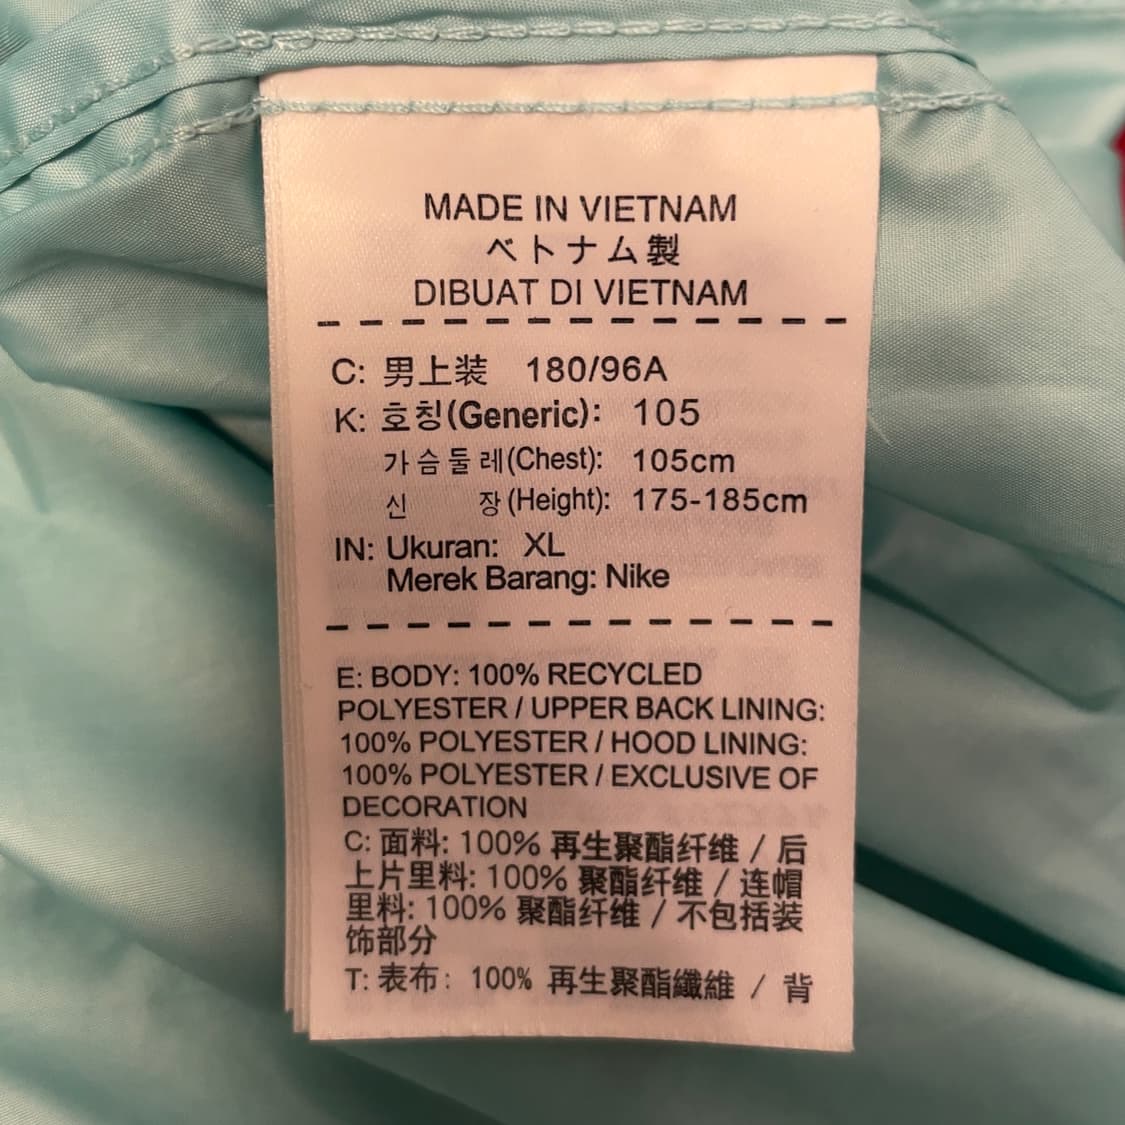 MADE IN VIETNAM
ベトナム製
DIBUAT DI VIETNAM
C: 男上装 180/96A
K: 호칭(Generic): 105
가슴둘레(Chest): 105cm
신 장(Height): 175-185cm
IN: Ukuran: XL
Merek Barang: Nike
E: BODY: 100% RECYCLED
POLYESTER / UPPER BACK LINING:
100% POLYESTER / HOOD LINING:
100% POLYESTER / EXCLUSIVE OF
DECORATION
C: 面料: 100% 再生聚酯纤维 / 后
上片里料: 100% 聚酯纤维 / 连帽
里料: 100% 聚酯纤维 / 不包括装
饰部分
T: 表布: 100% 再生聚酯纖維 / 背